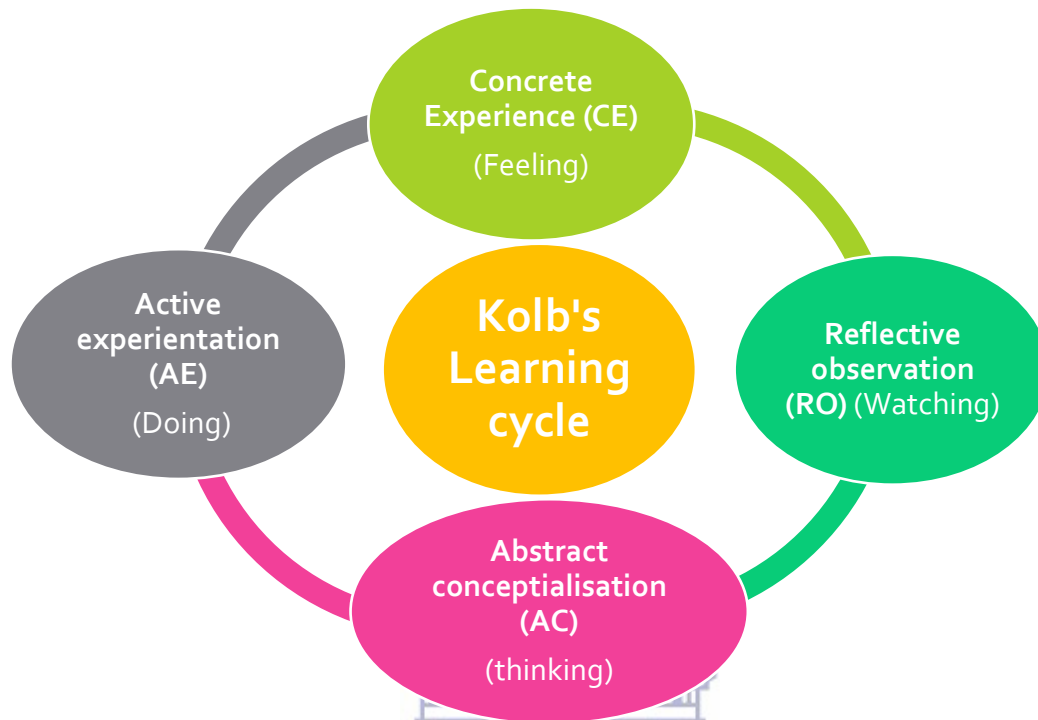 Concrete
Experience (CE)
(Feeling)
Active
experientation
(AE)
(Doing)
Kolb's
Learning
cycle
Reflective
observation
(RO) (Watching)
Abstract
conceptialisation
(AC)
(thinking)